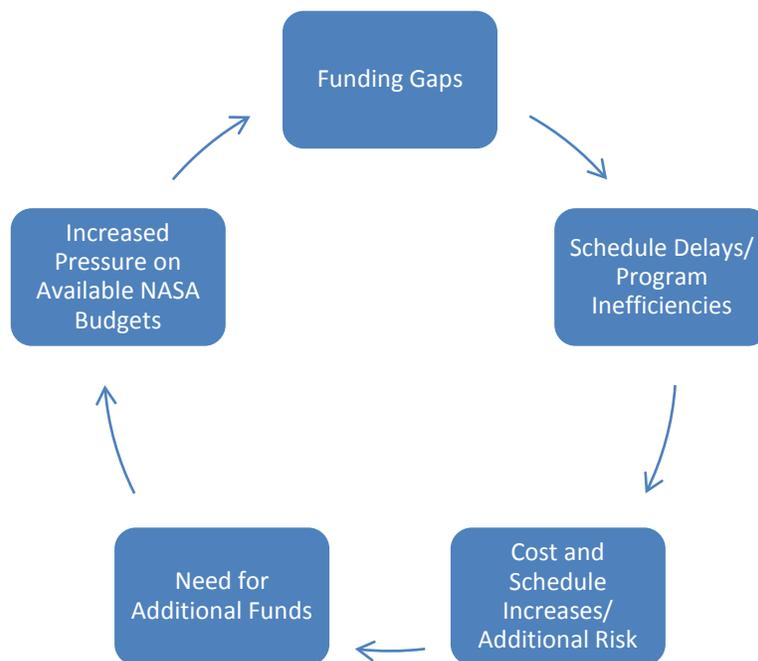 Funding Gaps
Schedule Delays/
Program
Inefficiencies
Cost and
Schedule
Increases/
Additional Risk
Need for
Additional Funds
Increased
Pressure on
Available NASA
Budgets